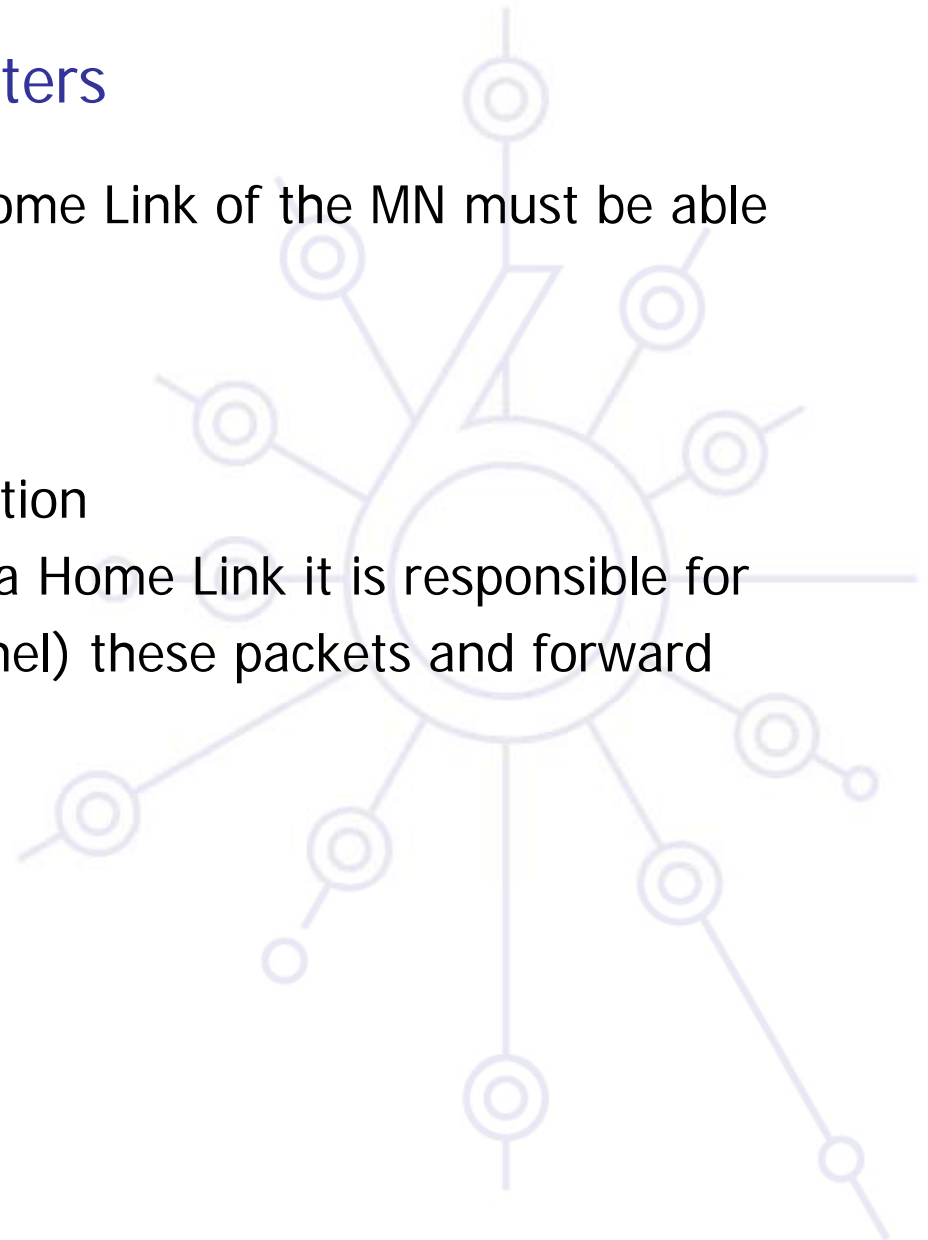 ters
ome Link of the MN must be able
tion
a Home Link it is responsible for
nel) these packets and forward